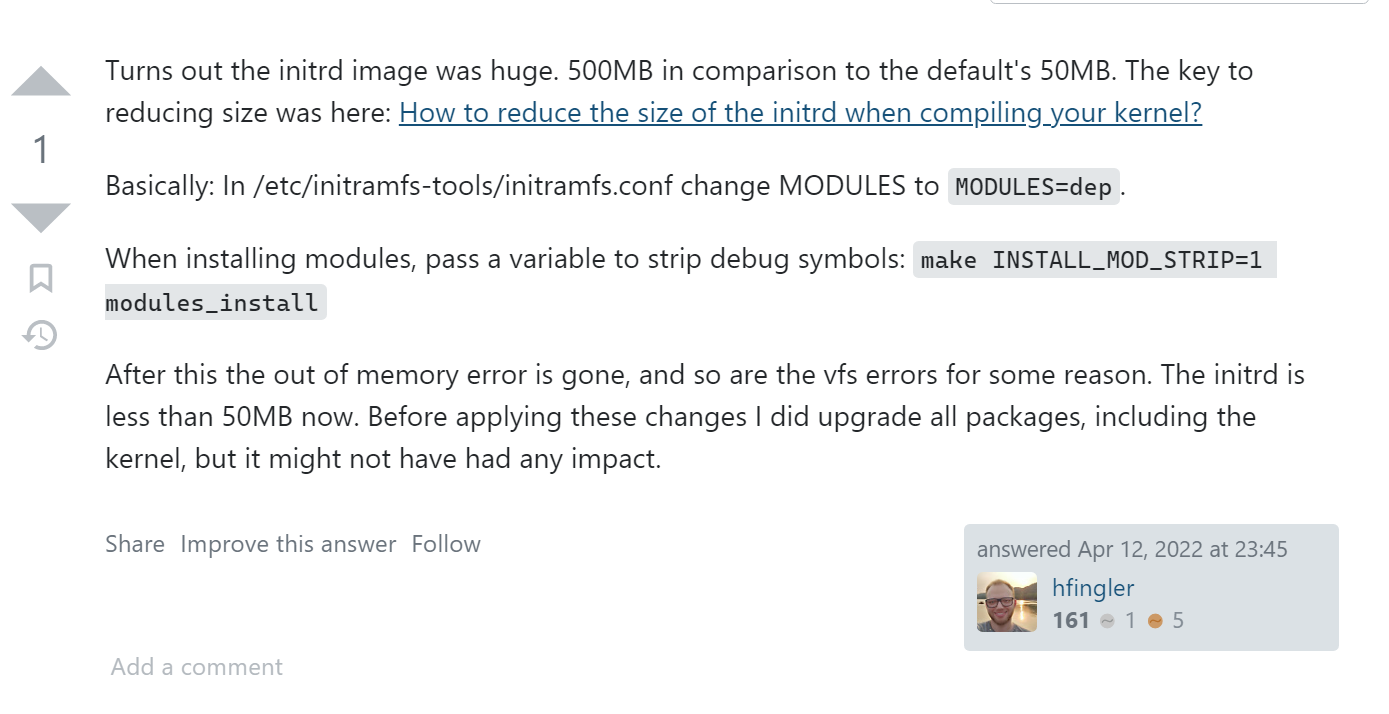 Turns out the initrd image was huge. 500MB in comparison to the default's 50MB. The key to
reducing size was here: How to reduce the size of the initrd when compiling your kernel?
1
Basically: In /etc/initramfs-tools/initramfs.conf change MODULES to MODULES=dep.
When installing modules, pass a variable to strip debug symbols: make INSTALL_MOD_STRIP=1
modules_install
After this the out of memory error is gone, and so are the vfs errors for some reason. The initrd is
less than 50MB now. Before applying these changes I did upgrade all packages, including the
kernel, but it might not have had any impact.
Share Improve this answer Follow
answered Apr 12, 2022 at 23:45
hfingler
161 1 5
Add a comment